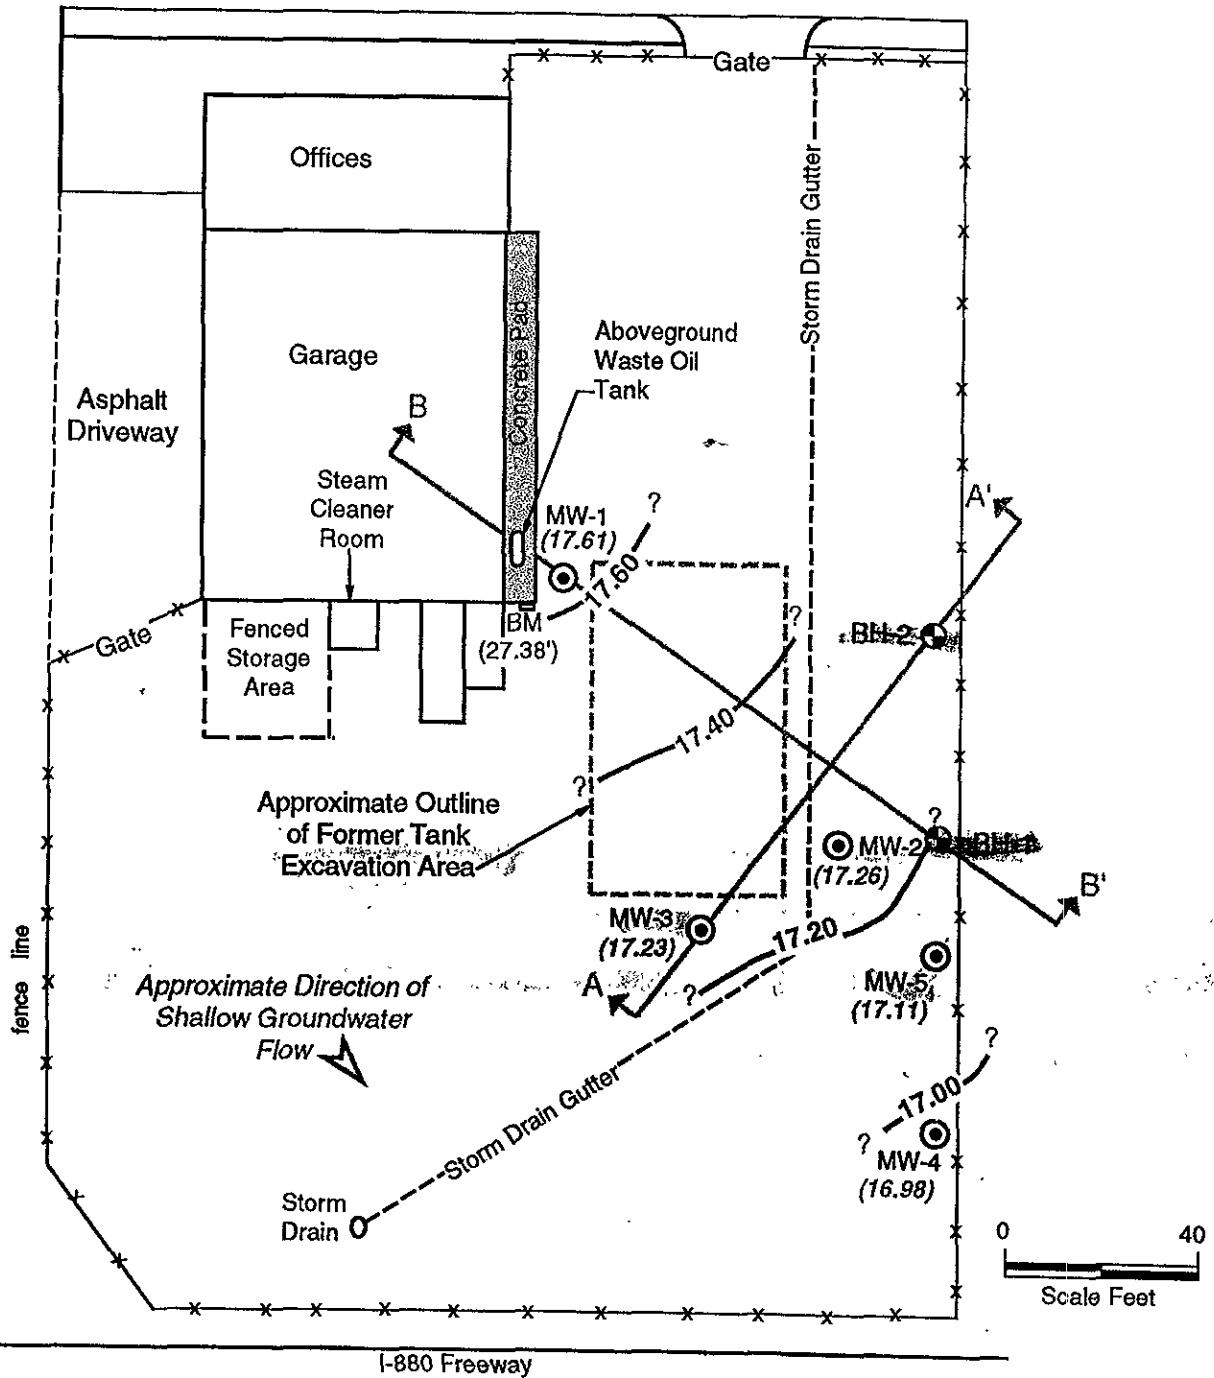 Gate
Offices
Storm Drain Gutter
Concrete Pad
Aboveground
Waste Oil
Tank
Garage
Asphalt
Driveway
B
Steam
Cleaner
Room
MW-1
(17.61)
?
17.60
A'
BM
(27.38')
Fenced
Storage
Area
Gate
?
BH-2
17.40
?
Approximate Outline
of Former Tank
Excavation Area
?
MW-2
(17.26)
B'
MW-3
(17.23)
17.20
A
?
MW-5
(17.11)
fence line
Approximate Direction of
Shallow Groundwater
Flow
?
17.00
?
MW-4
(16.98)
Storm Drain Gutter
Storm
Drain
0 40
Scale Feet
I-880 Freeway